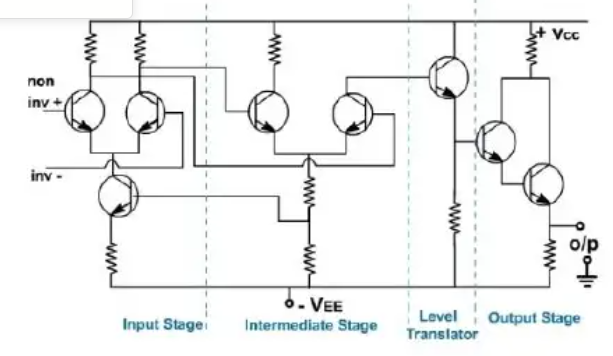 + Vcc
non
inv +
inv -
o/p
- VEE
Input Stage
Intermediate Stage
Level
Translator
Output Stage